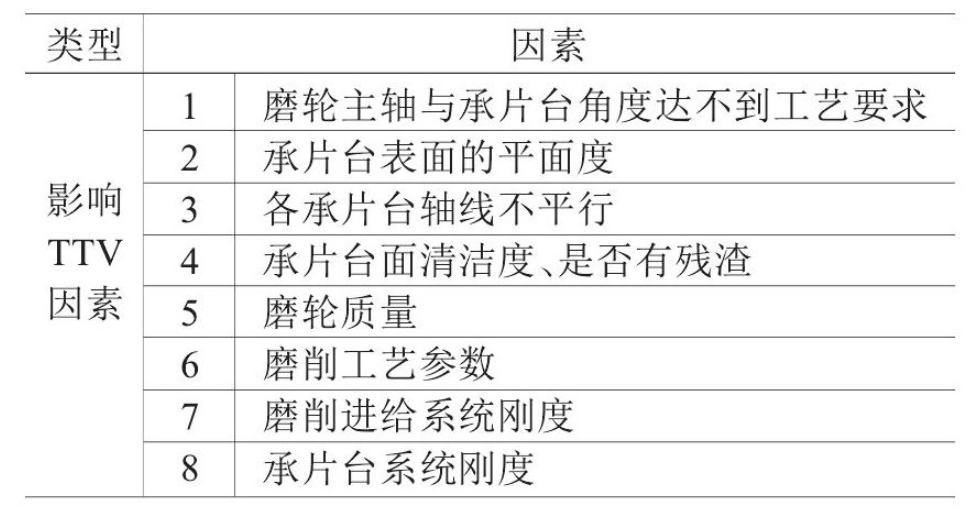 类型 因素
影响
TTV
因素
1 磨轮主轴与承片台角度达不到工艺要求
2 承片台表面的平面度
3 各承片台轴线不平行
4 承片台面清洁度、是否有残渣
5 磨轮质量
6 磨削工艺参数
7 磨削进给系统刚度
8 承片台系统刚度